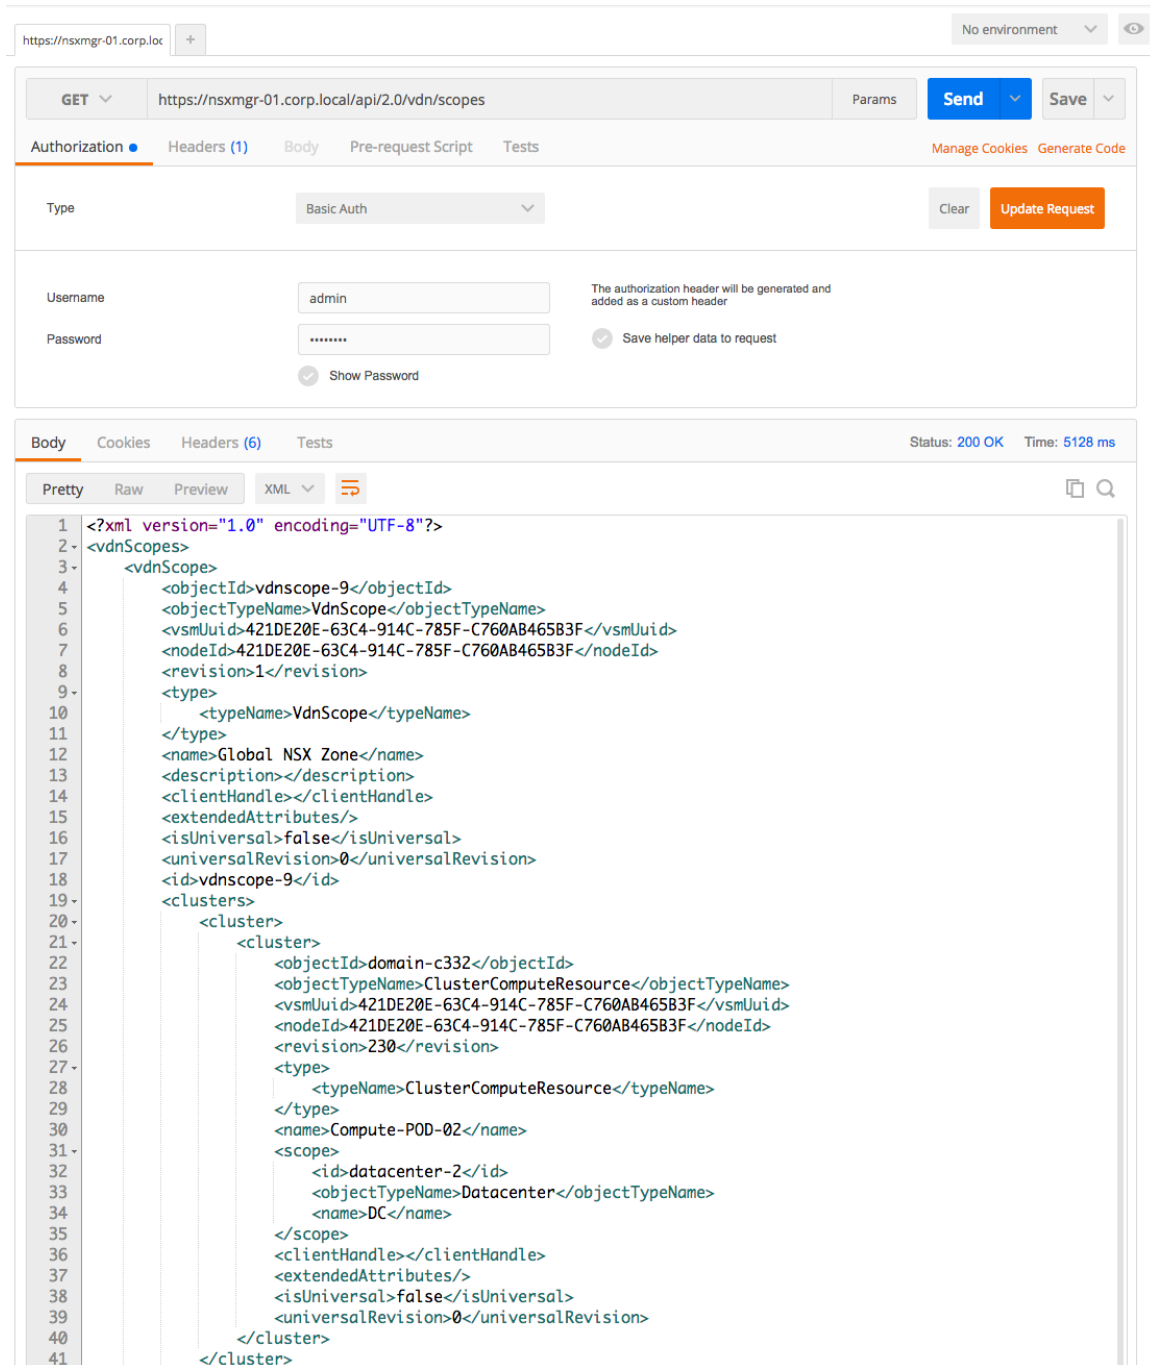 No environment
https://nsxmgr-01.corp.loc +
GET https://nsxmgr-01.corp.local/api/2.0/vdn/scopes Params Send Save
Authorization Headers (1) Body Pre-request Script Tests Manage Cookies Generate Code
Type Basic Auth Clear Update Request
Username admin The authorization header will be generated and
added as a custom header
Password •••••••• Save helper data to request
Show Password
Body Cookies Headers (6) Tests Status: 200 OK Time: 5128 ms
Pretty Raw Preview XML
1 <?xml version="1.0" encoding="UTF-8"?>
2 <vdnScopes>
3 <vdnScope>
4 <objectId>vdnscope-9</objectId>
5 <objectTypeName>VdnScope</objectTypeName>
6 <vsmUuid>421DE20E-63C4-914C-785F-C760AB465B3F</vsmUuid>
7 <nodeId>421DE20E-63C4-914C-785F-C760AB465B3F</nodeId>
8 <revision>1</revision>
9 <type>
10 <typeName>VdnScope</typeName>
11 </type>
12 <name>Global NSX Zone</name>
13 <description></description>
14 <clientHandle></clientHandle>
15 <extendedAttributes/>
16 <isUniversal>false</isUniversal>
17 <universalRevision>0</universalRevision>
18 <id>vdnscope-9</id>
19 <clusters>
20 <cluster>
21 <cluster>
22 <objectId>domain-c332</objectId>
23 <objectTypeName>ClusterComputeResource</objectTypeName>
24 <vsmUuid>421DE20E-63C4-914C-785F-C760AB465B3F</vsmUuid>
25 <nodeId>421DE20E-63C4-914C-785F-C760AB465B3F</nodeId>
26 <revision>230</revision>
27 <type>
28 <typeName>ClusterComputeResource</typeName>
29 </type>
30 <name>Compute-POD-02</name>
31 <scope>
32 <id>datacenter-2</id>
33 <objectTypeName>Datacenter</objectTypeName>
34 <name>DC</name>
35 </scope>
36 <clientHandle></clientHandle>
37 <extendedAttributes/>
38 <isUniversal>false</isUniversal>
39 <universalRevision>0</universalRevision>
40 </cluster>
41 </cluster>